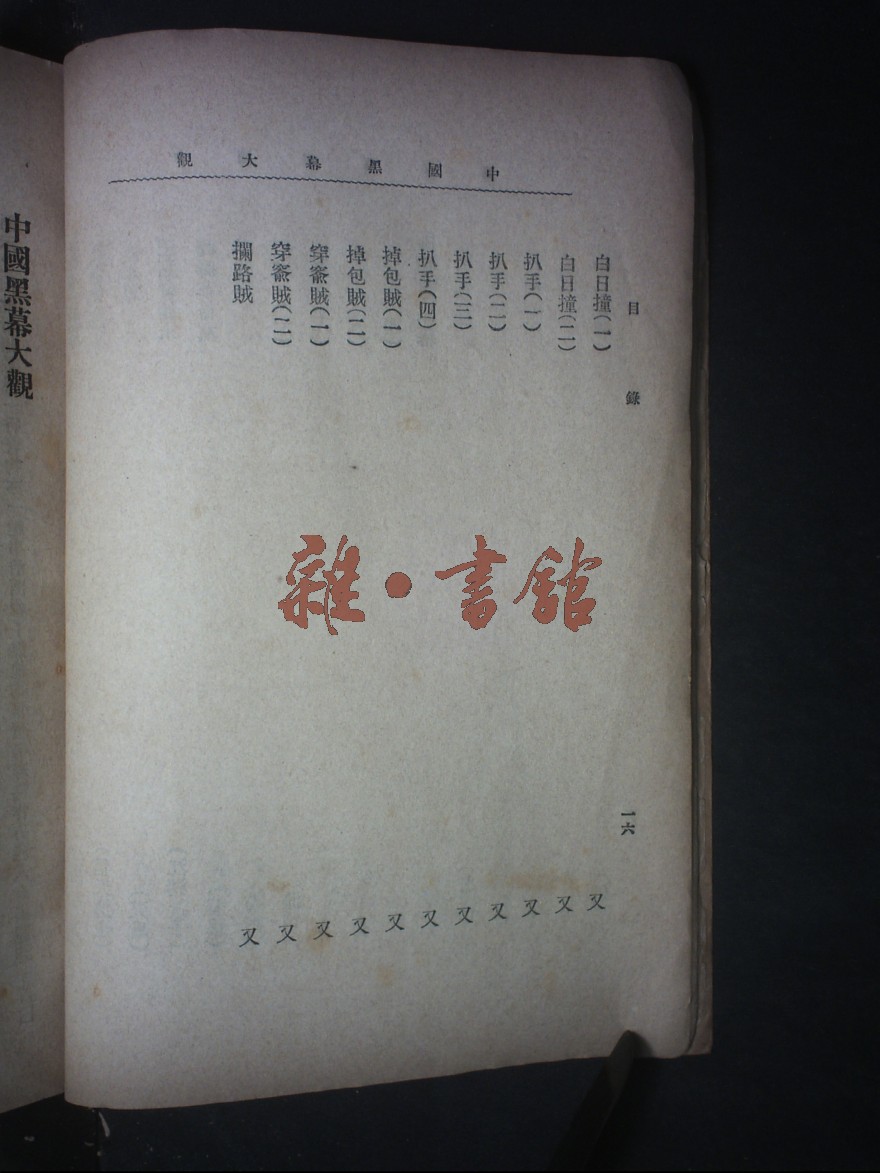 中國黑幕大觀
目錄
一六
白日撞(一) 又
白日撞(二) 又
扒手(一) 又
扒手(二) 又
扒手(三) 又
扒手(四) 又
掉包賊(一) 又
掉包賊(二) 又
穿窬賊(一) 又
穿窬賊(二) 又
攔路賊 又
中國黑幕大觀
雜·書館